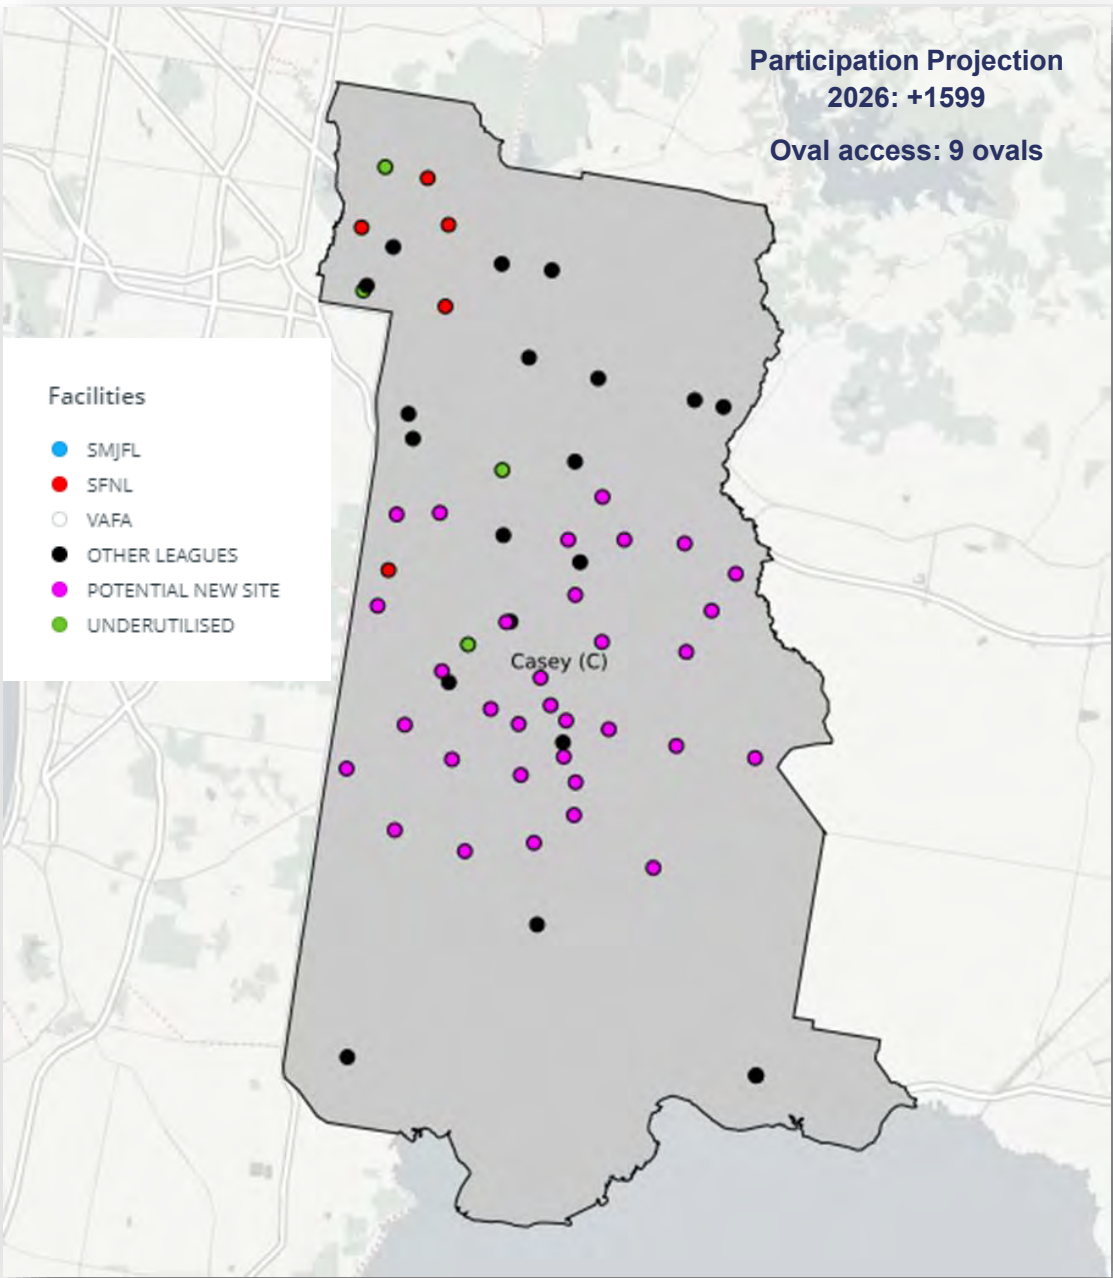 Participation Projection
2026: +1599
Oval access: 9 ovals
Facilities
SMJFL
SFNL
VAFA
OTHER LEAGUES
POTENTIAL NEW SITE
UNDERUTILISED
Casey (C)